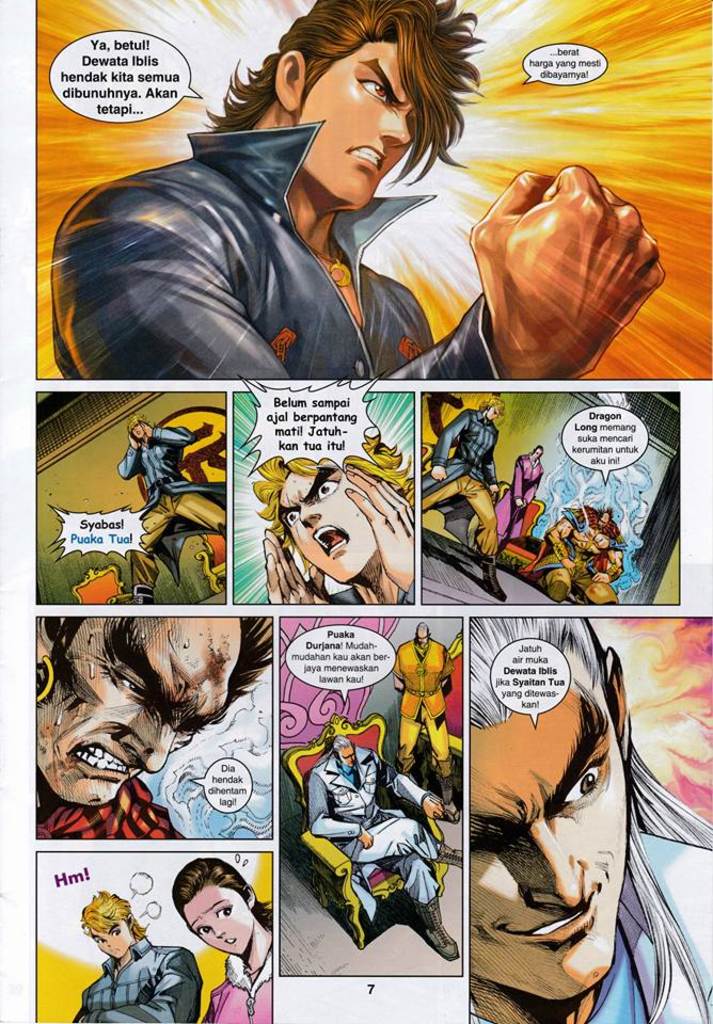 Ya, betul!
Dewata Iblis
hendak kita semua
dibunuhnya. Akan
tetapi...
...berat
harga yang mesti
dibayarnya!
Syabas!
Puaka Tua!
Belum sampai
ajal berpantang
mati! Jatuh-
kan tua itu!
Dragon
Long memang
suka mencari
kerumitan untuk
aku ini!
Dia
hendak
dihentam
lagi!
Puaka
Durjana! Mudah-
mudahan kau akan ber-
jaya menewaskan
lawan kau!
Jatuh
air muka
Dewata Iblis
jika Syaitan Tua
yang ditewas-
kan!
Hm!
7